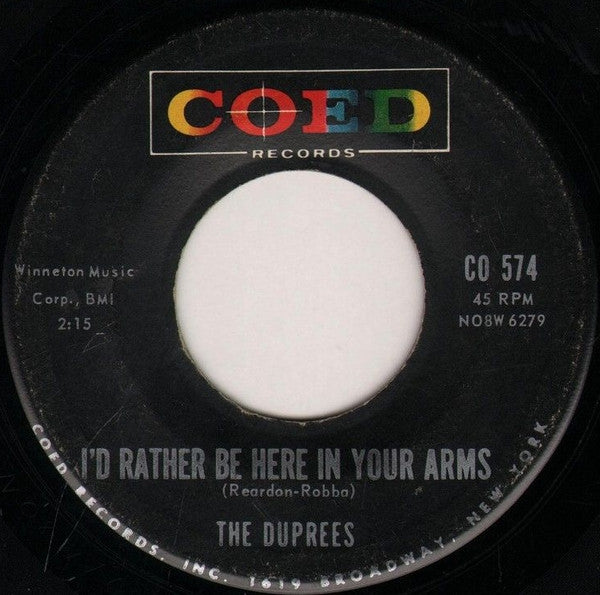 COED
RECORDS
Winneton Music
Corp., BMI
2:15
CO 574
45 RPM
NO8W 6279
I'D RATHER BE HERE IN YOUR ARMS
(Reardon-Robba)
THE DUPREES
COED RECORDS, INC. 1619 BROADWAY, NEW YORK